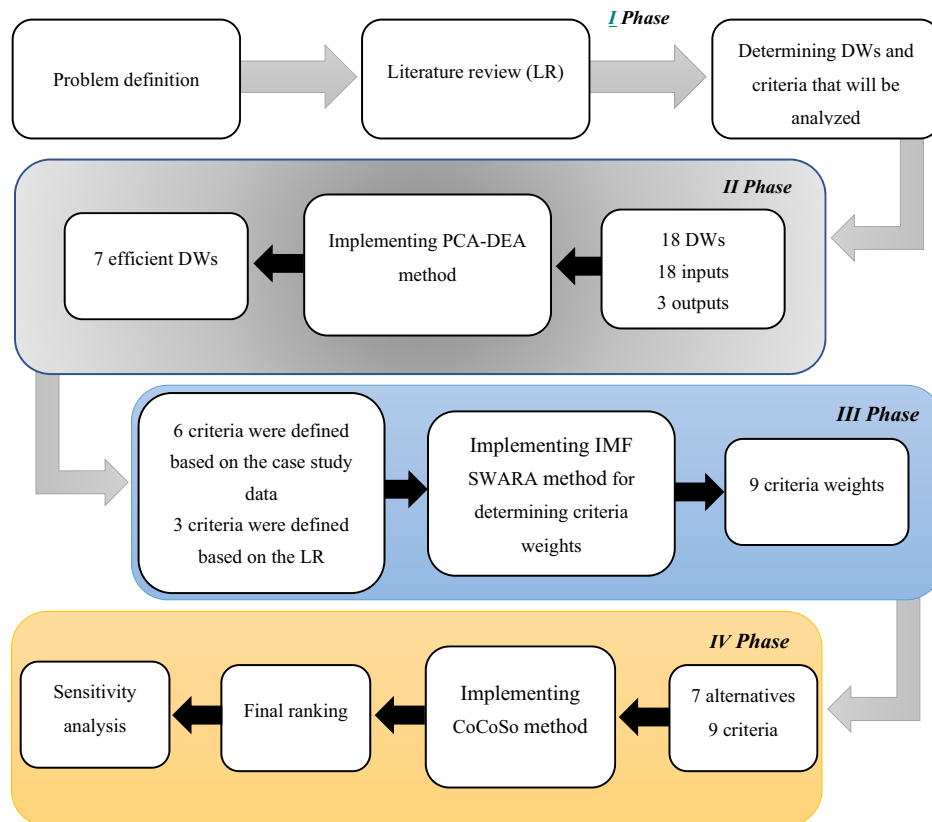 I Phase
Problem definition
Literature review (LR)
Determining DWs and
criteria that will be
analyzed
II Phase
18 DWs
18 inputs
3 outputs
Implementing PCA-DEA
method
7 efficient DWs
III Phase
6 criteria were defined
based on the case study
data
3 criteria were defined
based on the LR
Implementing IMF
SWARA method for
determining criteria
weights
9 criteria weights
IV Phase
7 alternatives
9 criteria
Implementing
CoCoSo method
Final ranking
Sensitivity
analysis